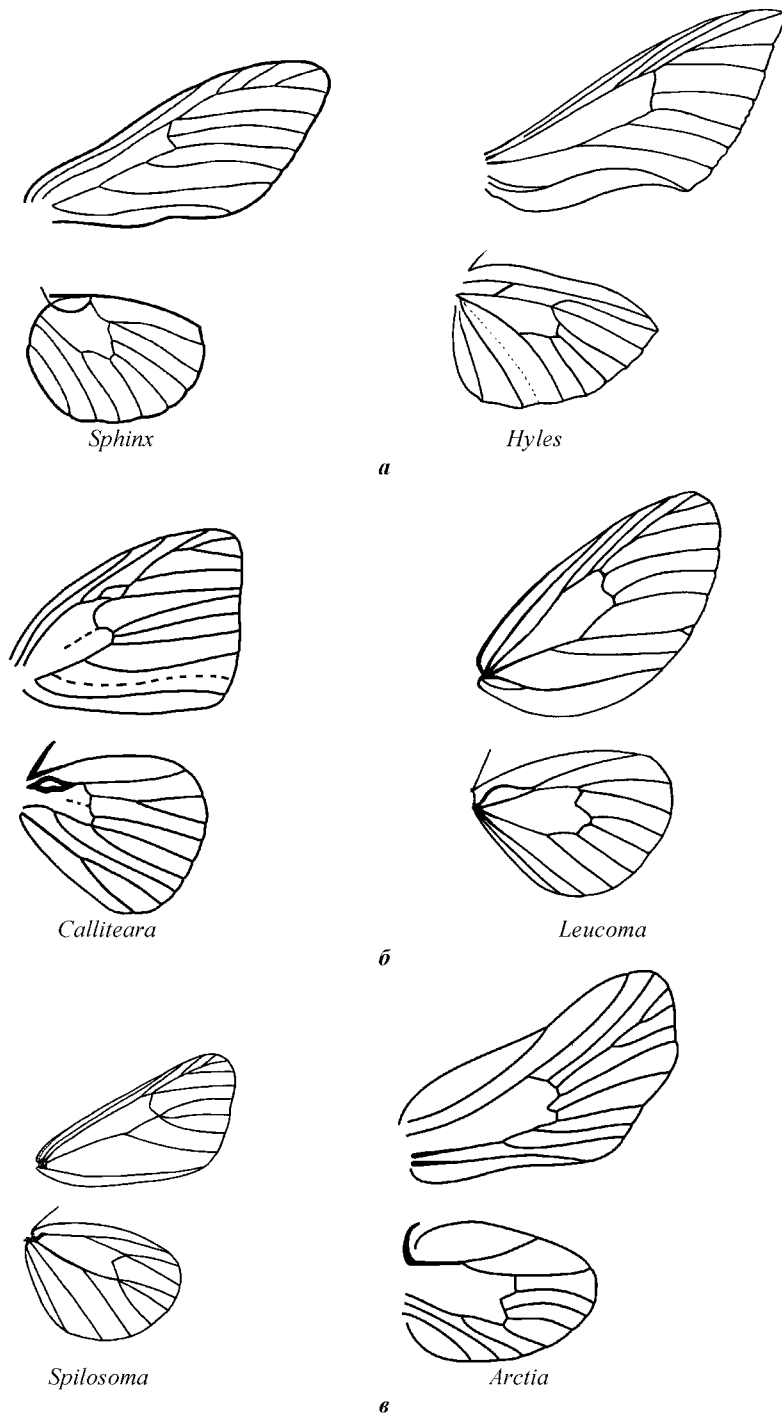 Sphinx
Hyles
а
Calliteara
Leucoma
б
Spilosoma
Arctia
в